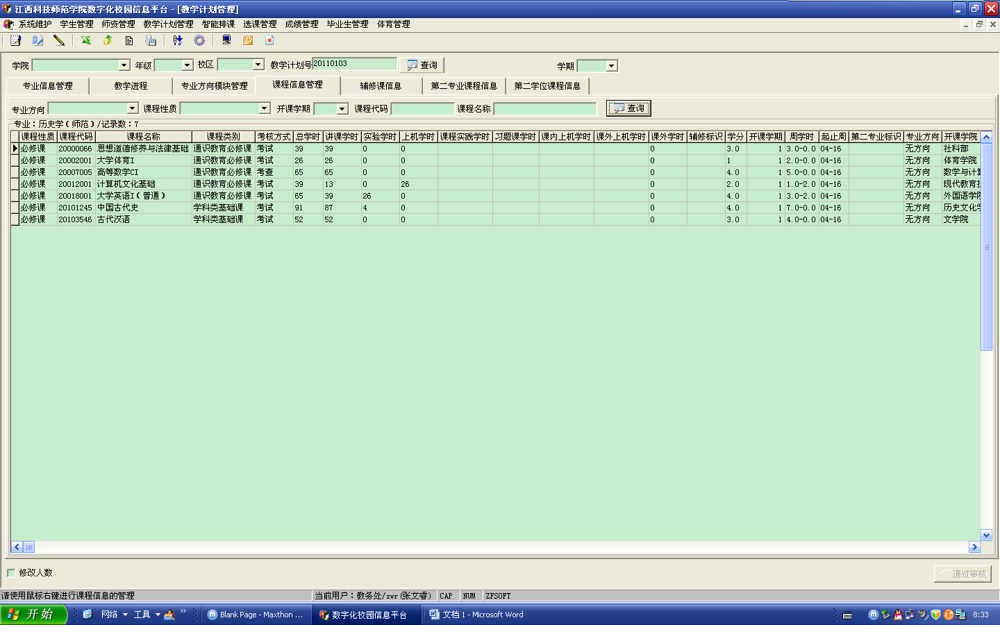 江西科技师范学院数字化校园信息平台 - [教学计划管理]
系统维护 学生管理 师资管理 教学计划管理 智能排课 选课管理 成绩管理 毕业生管理 体育管理
学院 年级 校区 教学计划号 20110103 查询 学期
专业信息管理 教学进程 专业方向模块管理 课程信息管理 辅修课信息 第二专业课程信息 第二学位课程信息
专业方向 课程性质 开课学期 课程代码 课程名称 查询
专业：历史学(师范)/记录数：7
课程性质 课程代码 课程名称 课程类别 考核方式 总学时 讲课学时 实验学时 上机学时 课程实践学时 习题课学时 课内上机学时 课外上机学时 课外学时 辅修标识 学分 开课学期 周学时 起止周 第二专业标识 专业方向 开课学院
必修课 20000066 思想道德修养与法律基础 通识教育必修课 考试 39 39 0 0 0 3.0 1 3.0-0.0 04-16 无方向 社科部
必修课 20002001 大学体育I 通识教育必修课 考试 26 26 0 0 0 1 1 2.0-0.0 04-16 无方向 体育学院
必修课 20007005 高等数学CI 通识教育必修课 考查 65 65 0 0 0 4.0 1 5.0-0.0 04-16 无方向 数学与计
必修课 20012001 计算机文化基础 通识教育必修课 考试 39 13 0 26 0 2.0 1 1.0-2.0 04-16 无方向 现代教育
必修课 20018001 大学英语I(普通) 通识教育必修课 考试 65 39 26 0 0 4.0 1 3.0-2.0 04-16 无方向 外国语学
必修课 20101245 中国古代史 学科类基础课 考试 91 87 4 0 0 4.0 1 7.0-0.0 04-16 无方向 历史文化
必修课 20103546 古代汉语 学科类基础课 考试 52 52 0 0 0 3.0 1 4.0-0.0 04-16 无方向 文学院
修改人数 通过审核
请使用鼠标右键进行课程信息的管理 当前用户：教务处/zwr(张文睿) CAP NUM ZFSOFT
开始 网络 工具 » Blank Page - Maxthon ... 数字化校园信息平台 文档 1 - Microsoft Word 8:33